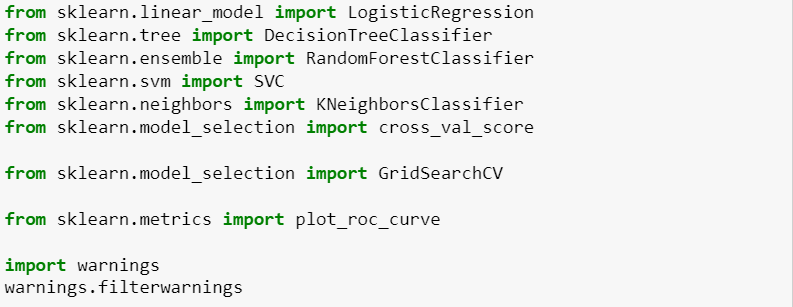 from sklearn.linear_model import LogisticRegression
from sklearn.tree import DecisionTreeClassifier
from sklearn.ensemble import RandomForestClassifier
from sklearn.svm import SVC
from sklearn.neighbors import KNeighborsClassifier
from sklearn.model_selection import cross_val_score
from sklearn.model_selection import GridSearchCV
from sklearn.metrics import plot_roc_curve
import warnings
warnings.filterwarnings